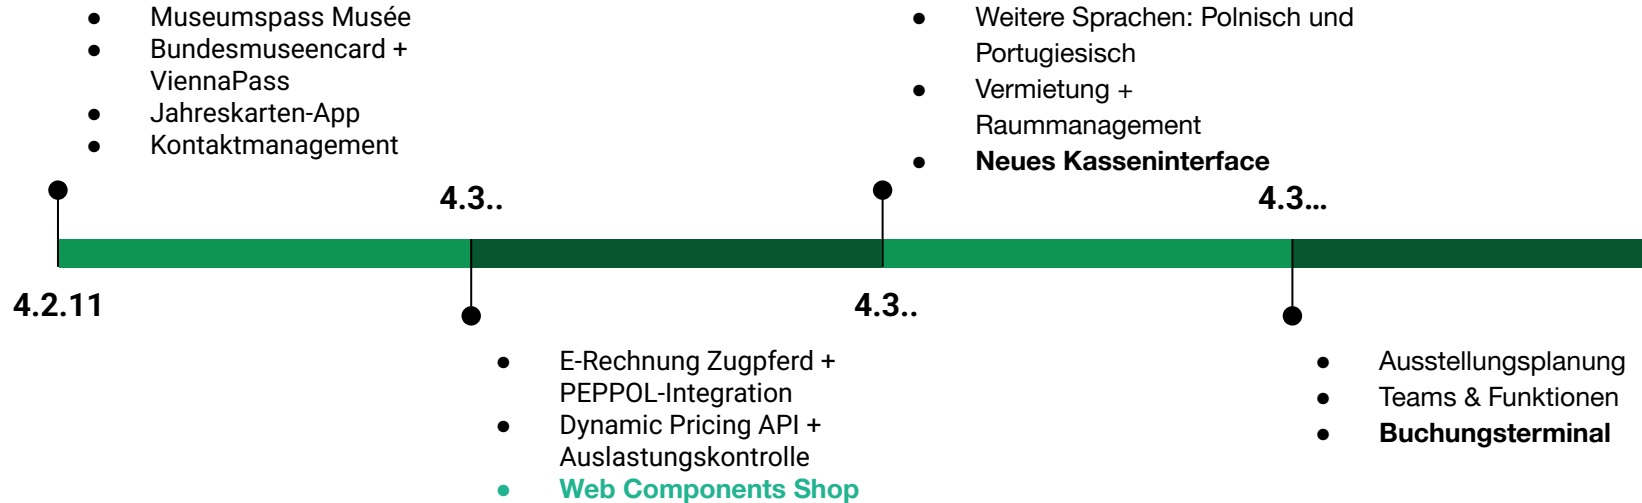 ● Museumspass Musée
● Bundesmuseencard +
ViennaPass
● Jahreskarten-App
● Kontaktmanagement
● Weitere Sprachen: Polnisch und
Portugiesisch
● Vermietung +
Raummanagement
● Neues Kasseninterface
4.3..
4.3...
4.2.11
4.3..
● E-Rechnung Zugpferd +
PEPPOL-Integration
● Dynamic Pricing API +
Auslastungskontrolle
● Web Components Shop
● Ausstellungsplanung
● Teams & Funktionen
● Buchungsterminal